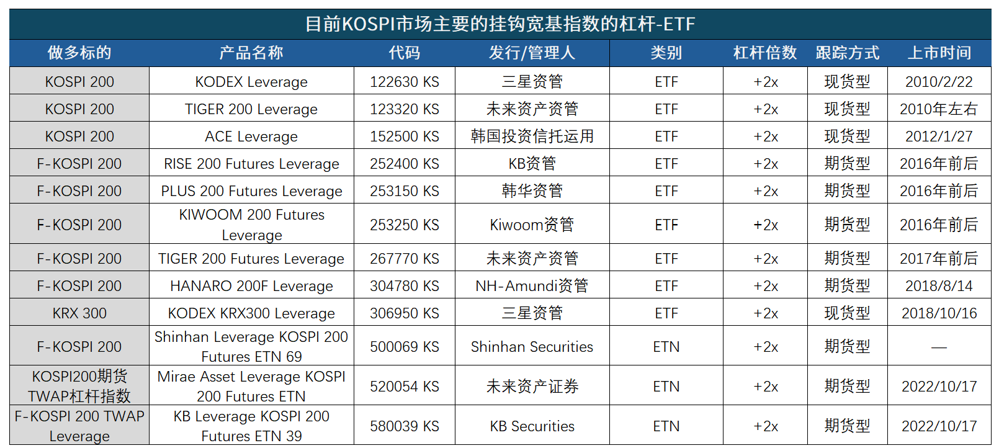 目前KOSPI市场主要的挂钩宽基指数的杠杆-ETF
做多标的 产品名称 代码 发行/管理人 类别 杠杆倍数 跟踪方式 上市时间
KOSPI 200 KODEX Leverage 122630 KS 三星资管 ETF +2x 现货型 2010/2/22
KOSPI 200 TIGER 200 Leverage 123320 KS 未来资产资管 ETF +2x 现货型 2010年左右
KOSPI 200 ACE Leverage 152500 KS 韩国投资信托运用 ETF +2x 现货型 2012/1/27
F-KOSPI 200 RISE 200 Futures Leverage 252400 KS KB资管 ETF +2x 期货型 2016年前后
F-KOSPI 200 PLUS 200 Futures Leverage 253150 KS 韩华资管 ETF +2x 期货型 2016年前后
F-KOSPI 200 KIWOOM 200 Futures
Leverage 253250 KS Kiwoom资管 ETF +2x 期货型 2016年前后
F-KOSPI 200 TIGER 200 Futures Leverage 267770 KS 未来资产资管 ETF +2x 期货型 2017年前后
F-KOSPI 200 HANARO 200F Leverage 304780 KS NH-Amundi资管 ETF +2x 期货型 2018/8/14
KRX 300 KODEX KRX300 Leverage 306950 KS 三星资管 ETF +2x 现货型 2018/10/16
F-KOSPI 200 Shinhan Leverage KOSPI 200
Futures ETN 69 500069 KS Shinhan Securities ETN +2x 期货型 —
KOSPI200期货
TWAP杠杆指数 Mirae Asset Leverage KOSPI
200 Futures ETN 520054 KS 未来资产证券 ETN +2x 期货型 2022/10/17
F-KOSPI 200 TWAP
Leverage KB Leverage KOSPI 200
Futures ETN 39 580039 KS KB Securities ETN +2x 期货型 2022/10/17